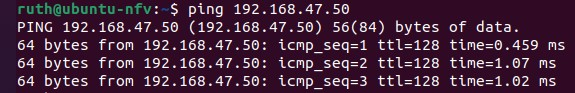 ruth@ubuntu-nfv:~$ ping 192.168.47.50
PING 192.168.47.50 (192.168.47.50) 56(84) bytes of data.
64 bytes from 192.168.47.50: icmp_seq=1 ttl=128 time=0.459 ms
64 bytes from 192.168.47.50: icmp_seq=2 ttl=128 time=1.07 ms
64 bytes from 192.168.47.50: icmp_seq=3 ttl=128 time=1.02 ms